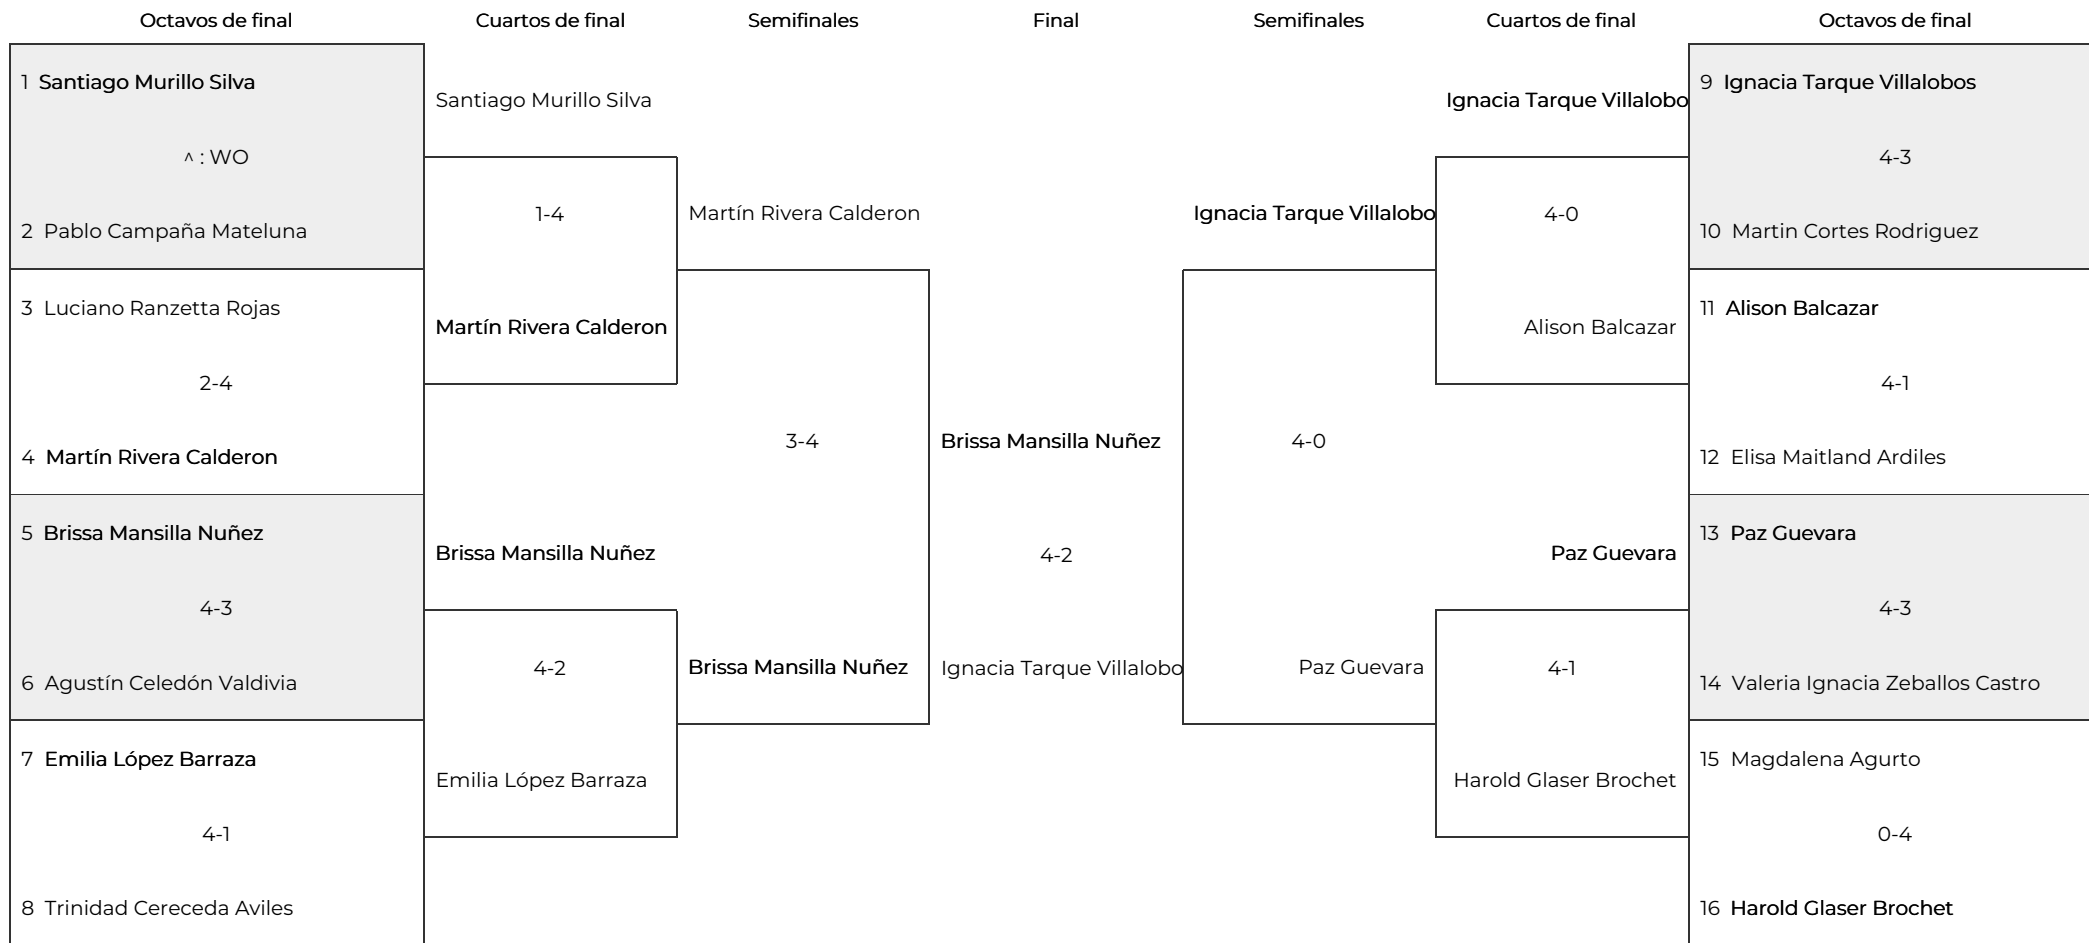 Octavos de final Cuartos de final Semifinales Final Semifinales Cuartos de final Octavos de final
1 Santiago Murillo Silva
^ : WO
2 Pablo Campaña Mateluna
3 Luciano Ranzetta Rojas
2-4
4 Martín Rivera Calderon
5 Brissa Mansilla Nuñez
4-3
6 Agustín Celedón Valdivia
7 Emilia López Barraza
4-1
8 Trinidad Cereceda Aviles
Santiago Murillo Silva
1-4
Martín Rivera Calderon
Brissa Mansilla Nuñez
4-2
Emilia López Barraza
Martín Rivera Calderon
3-4
Brissa Mansilla Nuñez
Brissa Mansilla Nuñez
4-2
Ignacia Tarque Villalobo
Ignacia Tarque Villalobo
4-0
Paz Guevara
Ignacia Tarque Villalobo
4-0
Alison Balcazar
Paz Guevara
4-1
Harold Glaser Brochet
9 Ignacia Tarque Villalobos
4-3
10 Martin Cortes Rodriguez
11 Alison Balcazar
4-1
12 Elisa Maitland Ardiles
13 Paz Guevara
4-3
14 Valeria Ignacia Zeballos Castro
15 Magdalena Agurto
0-4
16 Harold Glaser Brochet